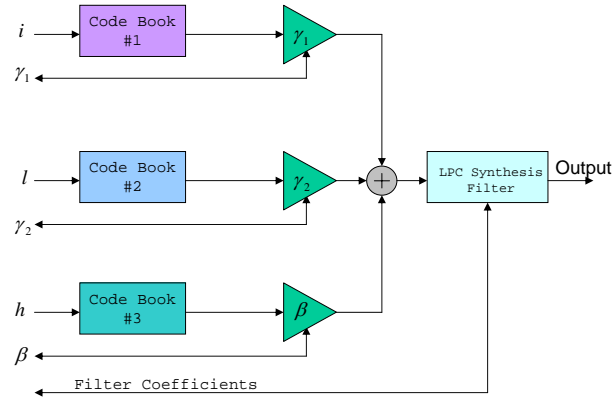 i
Code Book
#1
γ₁
γ₁
l
Code Book
#2
γ₂
+
LPC Synthesis
Filter
Output
γ₂
h
Code Book
#3
β
β
Filter Coefficients